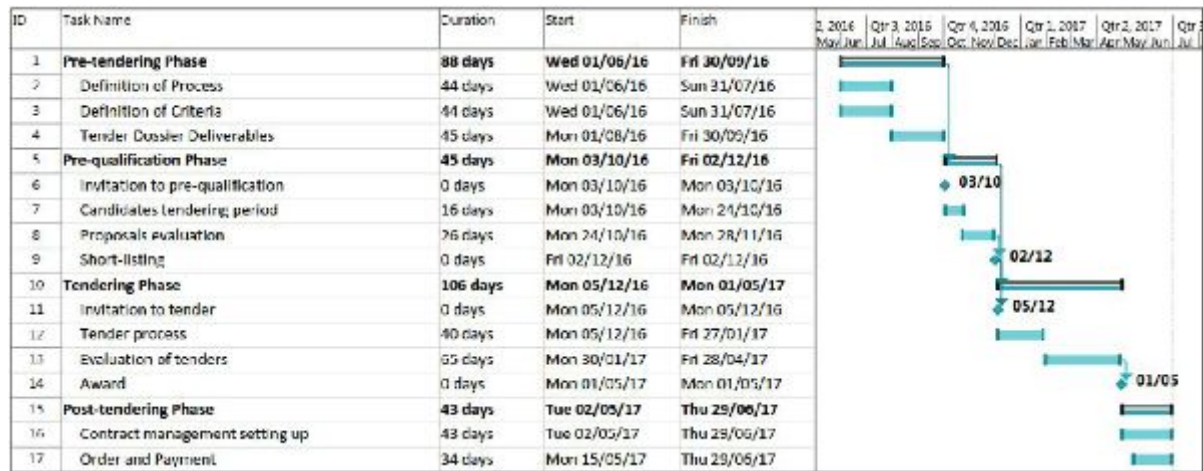 ID Task Name Duration Start Finish 2, 2016 Qtr 3, 2016 Qtr 4, 2016 Qtr 1, 2017 Qtr 2, 2017 Qtr
May Jun Jul Aug Sep Oct Nov Dec Jan Feb Mar Apr May Jun Jul
1 Pre-tendering Phase 88 days Wed 01/06/16 Fri 30/09/16
2 Definition of Process 44 days Wed 01/06/16 Sun 31/07/16
3 Definition of Criteria 44 days Wed 01/06/16 Sun 31/07/16
4 Tender Dossier Deliverables 45 days Mon 01/08/16 Fri 30/09/16
5 Pre-qualification Phase 45 days Mon 03/10/16 Fri 02/12/16
6 Invitation to pre-qualification 0 days Mon 03/10/16 Mon 03/10/16 03/10
7 Candidates tendering period 16 days Mon 03/10/16 Mon 24/10/16
8 Proposals evaluation 26 days Mon 24/10/16 Mon 28/11/16
9 Short-listing 0 days Fri 02/12/16 Fri 02/12/16 02/12
10 Tendering Phase 106 days Mon 05/12/16 Mon 01/05/17
11 Invitation to tender 0 days Mon 05/12/16 Mon 05/12/16 05/12
12 Tender process 40 days Mon 05/12/16 Fri 27/01/17
13 Evaluation of tenders 65 days Mon 30/01/17 Fri 28/04/17
14 Award 0 days Mon 01/05/17 Mon 01/05/17 01/05
15 Post-tendering Phase 43 days Tue 02/05/17 Thu 29/06/17
16 Contract management setting up 43 days Tue 02/05/17 Thu 29/06/17
17 Order and Payment 34 days Mon 15/05/17 Thu 29/06/17